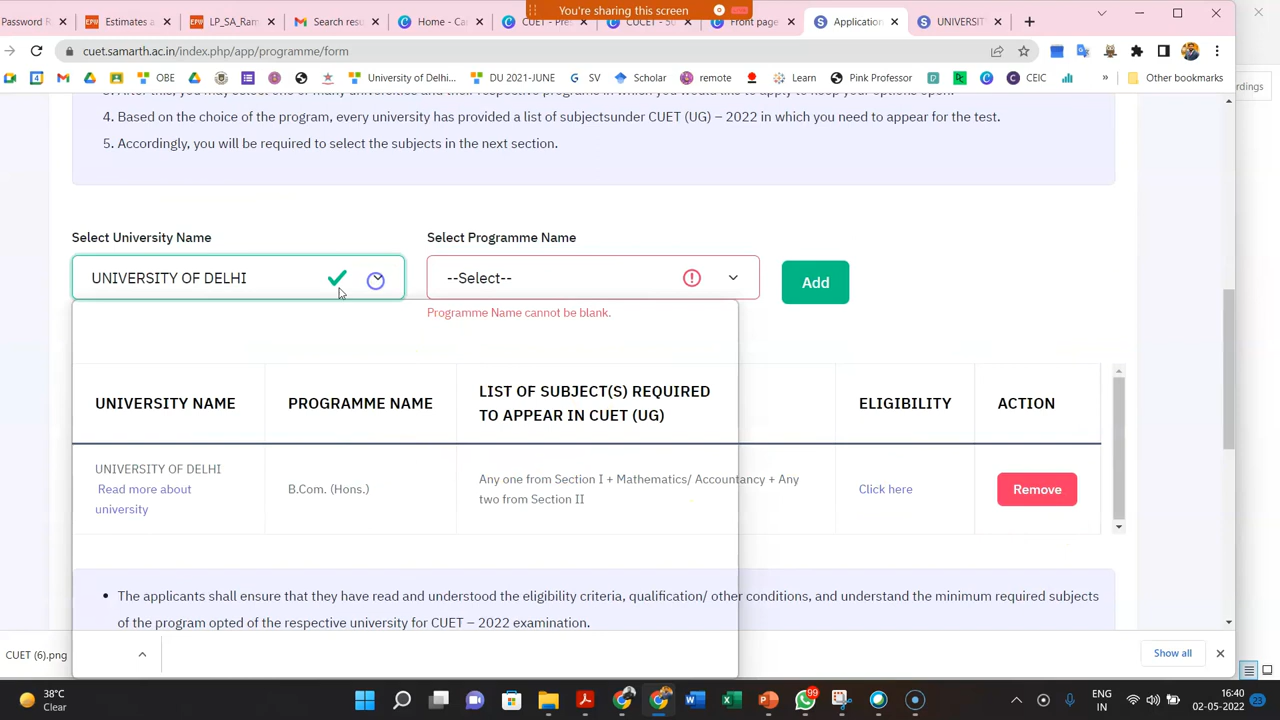 You're sharing this screen
Password R
Estimates a
LP_SA_Ram
Search resu
Home - Ca
CUET - Pr
CUCET - S
Front page
Application
UNIVERSIT
cuet.samarth.ac.in/index.php/app/programme/form
OBE
University of Delhi...
DU 2021-JUNE
SV
Scholar
remote
Learn
Pink Professor
CEIC
»
Other bookmarks
rdings
4. Based on the choice of the program, every university has provided a list of subjectsunder CUET (UG) – 2022 in which you need to appear for the test.
5. Accordingly, you will be required to select the subjects in the next section.
Select University Name
Select Programme Name
UNIVERSITY OF DELHI
--Select--
Add
Programme Name cannot be blank.
UNIVERSITY NAME
PROGRAMME NAME
LIST OF SUBJECT(S) REQUIRED
TO APPEAR IN CUET (UG)
ELIGIBILITY
ACTION
UNIVERSITY OF DELHI
Read more about
university
B.Com. (Hons.)
Any one from Section I + Mathematics/ Accountancy + Any
two from Section II
Click here
Remove
• The applicants shall ensure that they have read and understood the eligibility criteria, qualification/ other conditions, and understand the minimum required subjects
of the program opted of the respective university for CUET – 2022 examination.
CUET (6).png
Show all
38°C
Clear
99
ENG
IN
16:40
02-05-2022
23